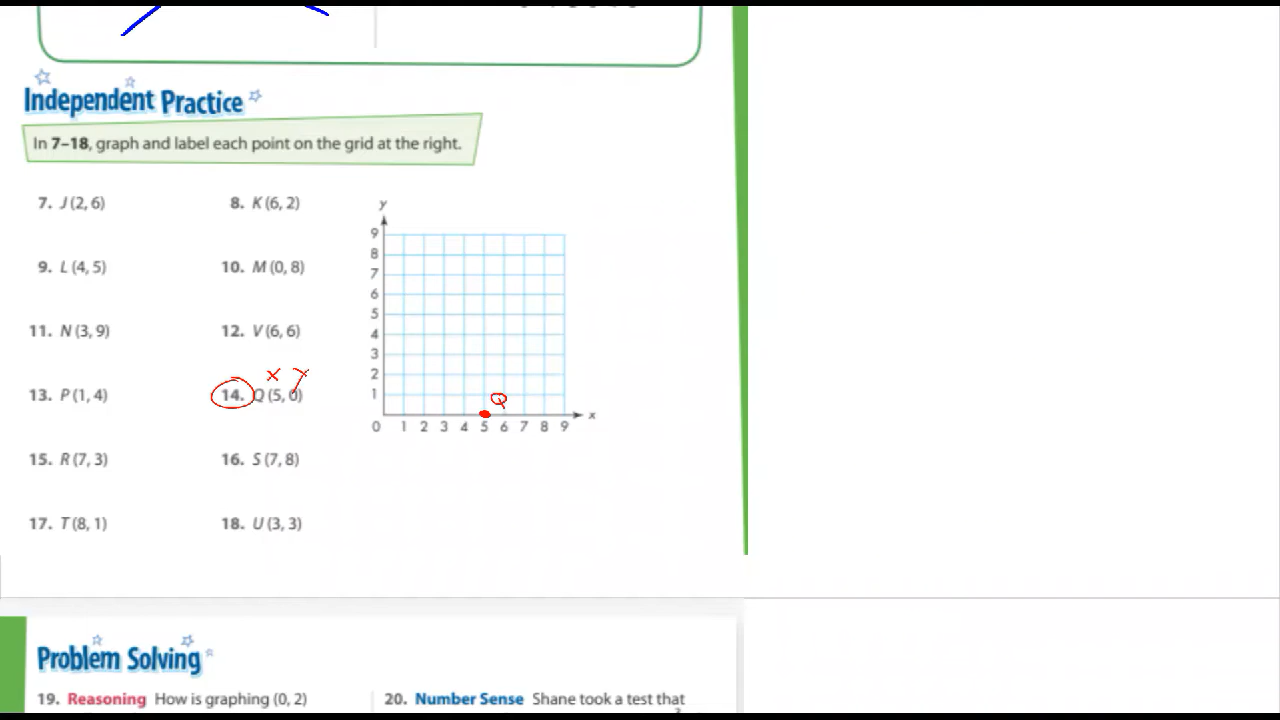 Independent Practice
In 7–18, graph and label each point on the grid at the right.
7. J (2, 6) 8. K (6, 2)
9. L (4, 5) 10. M (0, 8)
11. N (3, 9) 12. V (6, 6)
x y
13. P (1, 4) 14. Q (5, 0)
15. R (7, 3) 16. S (7, 8)
17. T (8, 1) 18. U (3, 3)
y
9
8
7
6
5
4
3
2
1
Q
x
0 1 2 3 4 5 6 7 8 9
Problem Solving
19. Reasoning How is graphing (0, 2)
20. Number Sense Shane took a test that